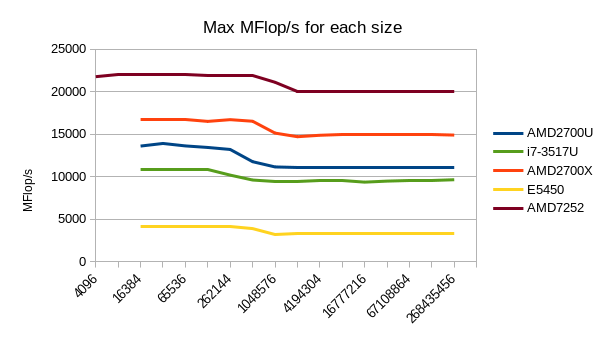 Max MFlop/s for each size
25000
20000
15000
10000
5000
0
MFlop/s
4096
16384
65536
262144
1048576
4194304
16777216
67108864
268435456
AMD2700U
i7-3517U
AMD2700X
E5450
AMD7252